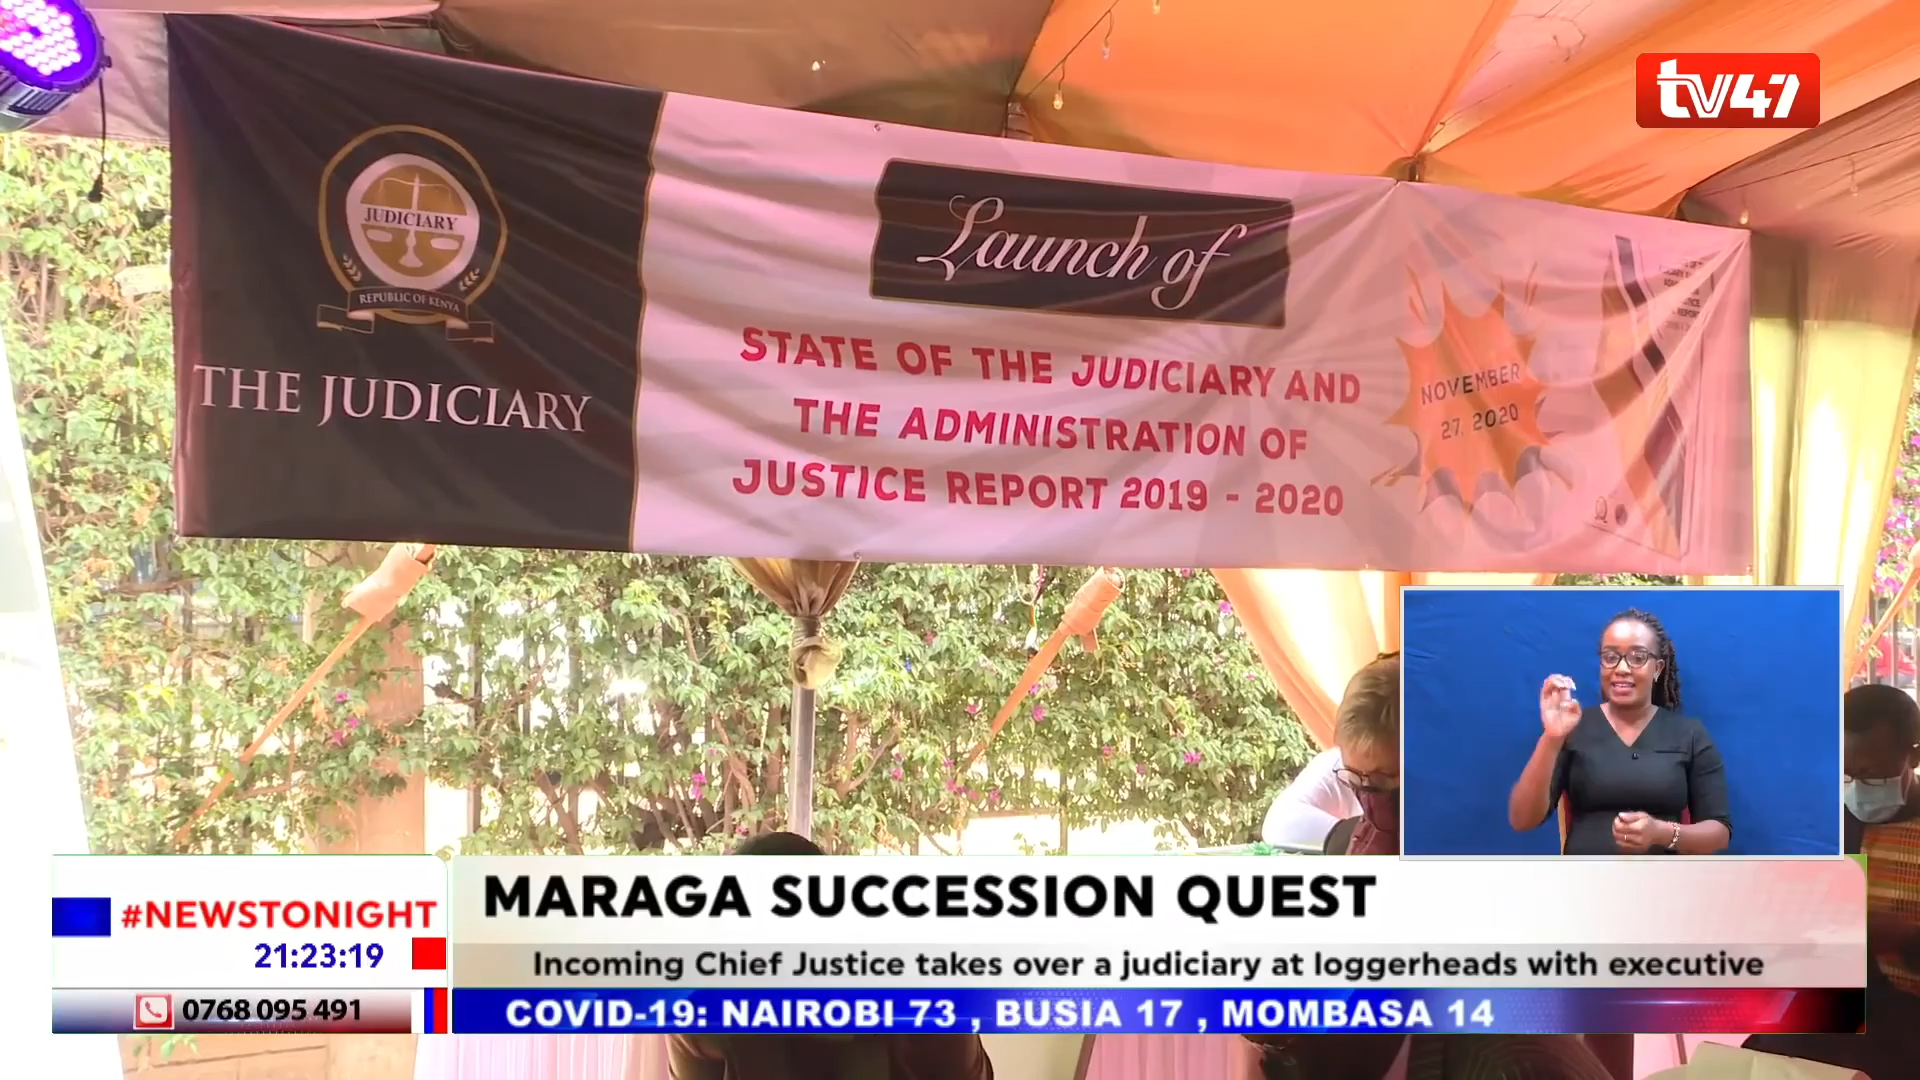 tv47
JUDICIARY
REPUBLIC OF KENYA
THE JUDICIARY
Launch of
STATE OF THE JUDICIARY AND
THE ADMINISTRATION OF
JUSTICE REPORT 2019 - 2020
NOVEMBER
27, 2020
#NEWSTONIGHT
21:23:19
0768 095 491
MARAGA SUCCESSION QUEST
Incoming Chief Justice takes over a judiciary at loggerheads with executive
COVID-19: NAIROBI 73 , BUSIA 17 , MOMBASA 14